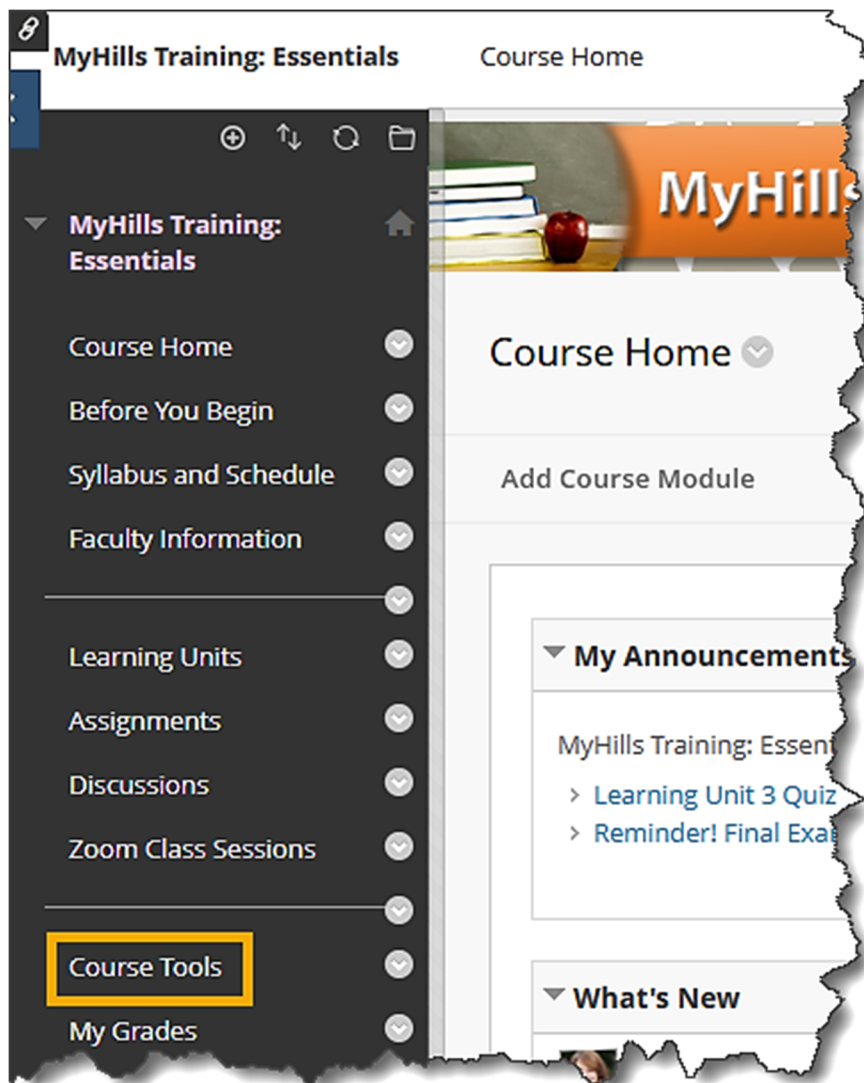 MyHills Training: Essentials Course Home
MyHills
MyHills Training:
Essentials
Course Home
Before You Begin
Syllabus and Schedule
Faculty Information
Learning Units
Assignments
Discussions
Zoom Class Sessions
Course Tools
My Grades
Course Home
Add Course Module
My Announcements
MyHills Training: Essen
Learning Unit 3 Quiz
Reminder! Final Exa
What's New